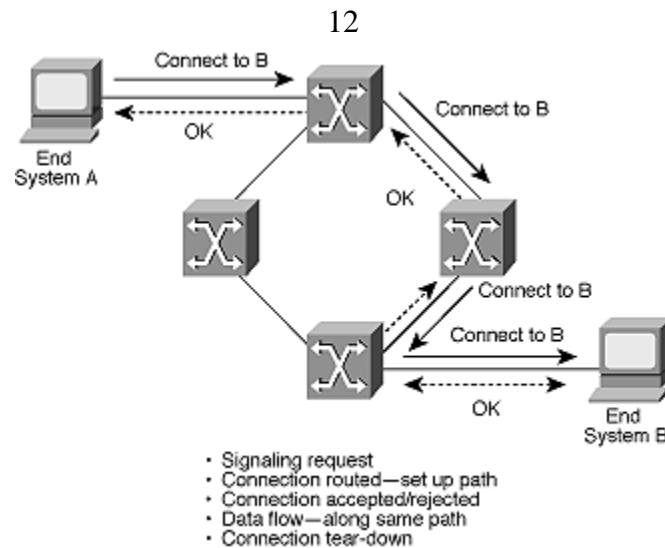 12
Connect to B
OK
End
System A
Connect to B
OK
Connect to B
Connect to B
OK
End
System B
• Signaling request
• Connection routed—set up path
• Connection accepted/rejected
• Data flow—along same path
• Connection tear-down